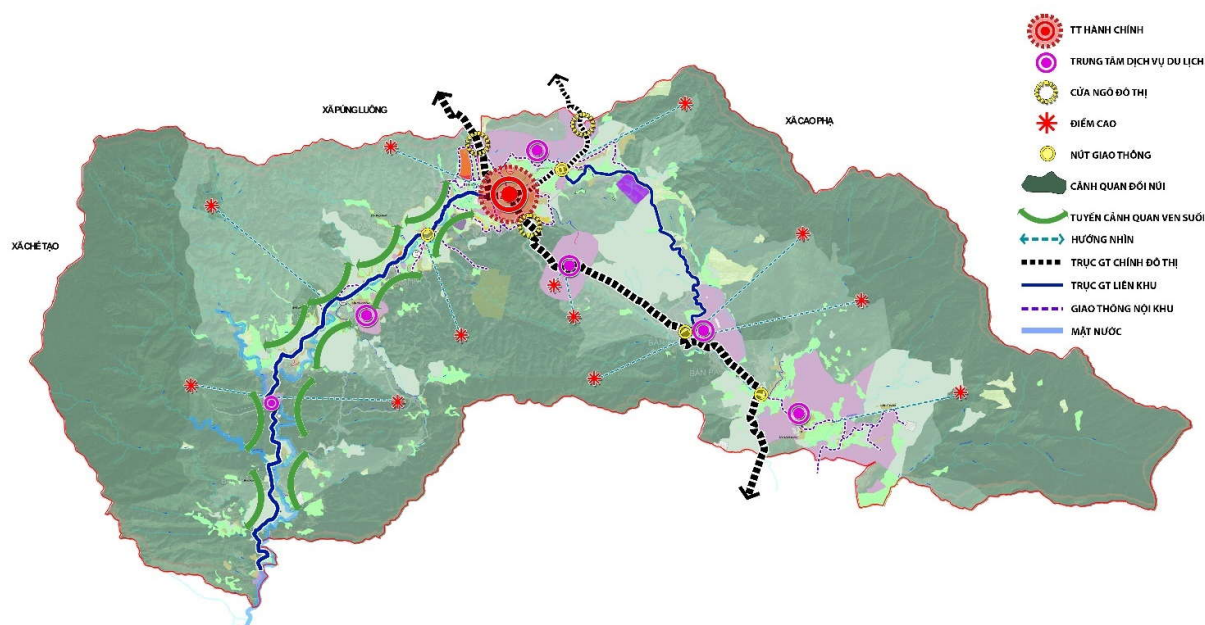 XÃ PÚNG LUÔNG
XÃ CAO PHẠ
XÃ CHẾ TẠO
TT HÀNH CHÍNH
TRUNG TÂM DỊCH VỤ DU LỊCH
CỬA NGÕ ĐÔ THỊ
ĐIỂM CAO
NÚT GIAO THÔNG
CẢNH QUAN ĐỒI NÚI
TUYẾN CẢNH QUAN VEN SUỐI
HƯỚNG NHÌN
TRỤC GT CHÍNH ĐÔ THỊ
TRỤC GT LIÊN KHU
GIAO THÔNG NỘI KHU
MẶT NƯỚC